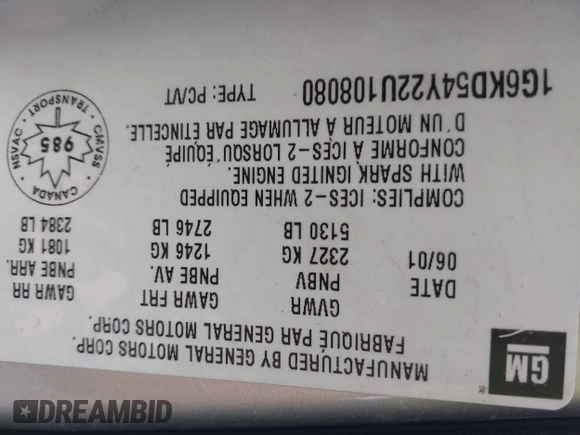 MANUFACTURED BY GENERAL MOTORS CORP.
FABRIQUÉ PAR GENERAL MOTORS CORP.
GM
DATE GVWR GAWR FRT GAWR RR
06/01 PNBV PNBE AV. PNBE ARR.
2327 KG 1246 KG 1081 KG
5130 LB 2746 LB 2384 LB
COMPLIES: ICES-2 WHEN EQUIPPED
WITH SPARK IGNITED ENGINE.
CONFORME À ICES-2 LORSQU'ÉQUIPÉ
D'UN MOTEUR À ALLUMAGE PAR ÉTINCELLE.
1G6KD54Y22U108080 TYPE: PC/VT
CANADA
NSVAC
CMVSS
TRANSPORT
985
DREAMBID